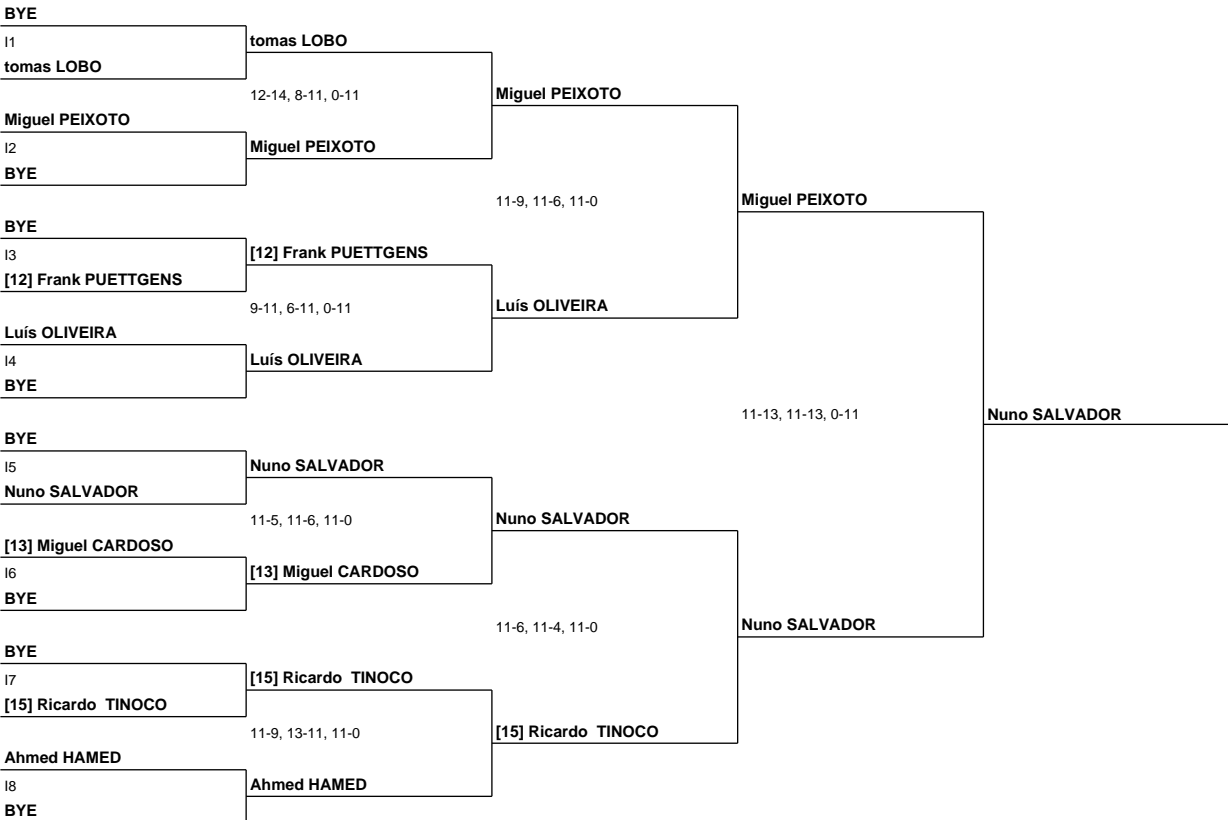 BYE
I1
tomas LOBO
Miguel PEIXOTO
I2
BYE
BYE
I3
[12] Frank PUETTGENS
Luís OLIVEIRA
I4
BYE
BYE
I5
Nuno SALVADOR
[13] Miguel CARDOSO
I6
BYE
BYE
I7
[15] Ricardo  TINOCO
Ahmed HAMED
I8
BYE
tomas LOBO
12-14, 8-11, 0-11
Miguel PEIXOTO
[12] Frank PUETTGENS
9-11, 6-11, 0-11
Luís OLIVEIRA
Nuno SALVADOR
11-5, 11-6, 11-0
[13] Miguel CARDOSO
[15] Ricardo  TINOCO
11-9, 13-11, 11-0
Ahmed HAMED
Miguel PEIXOTO
11-9, 11-6, 11-0
Luís OLIVEIRA
Nuno SALVADOR
11-6, 11-4, 11-0
[15] Ricardo  TINOCO
Miguel PEIXOTO
11-13, 11-13, 0-11
Nuno SALVADOR
Nuno SALVADOR